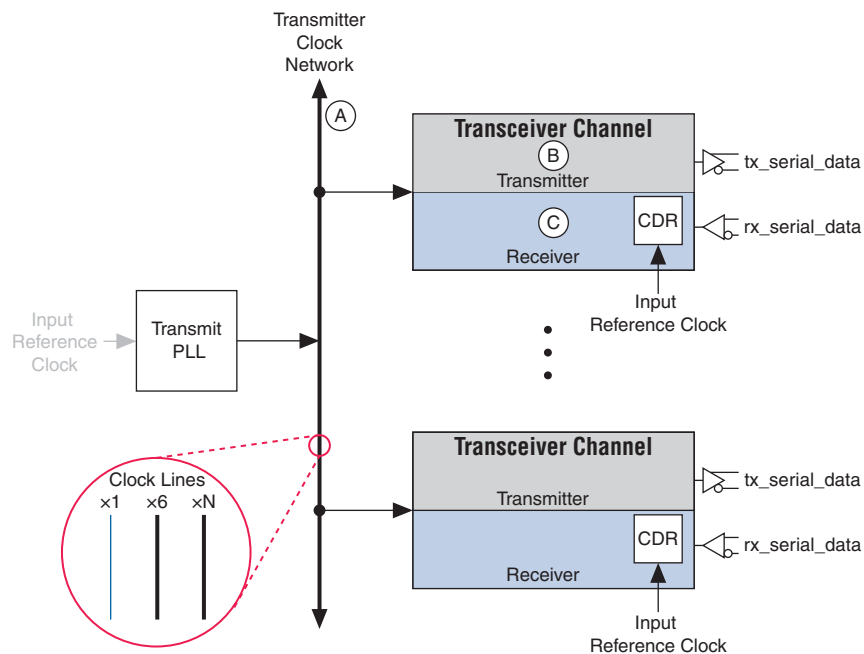 Transmitter
Clock
Network
A
Transceiver Channel
B
Transmitter
tx_serial_data
C
CDR
rx_serial_data
Receiver
Input
Reference Clock
Input
Reference
Clock
Transmit
PLL
Transceiver Channel
Transmitter
tx_serial_data
CDR
rx_serial_data
Receiver
Input
Reference Clock
Clock Lines
×1 ×6 ×N